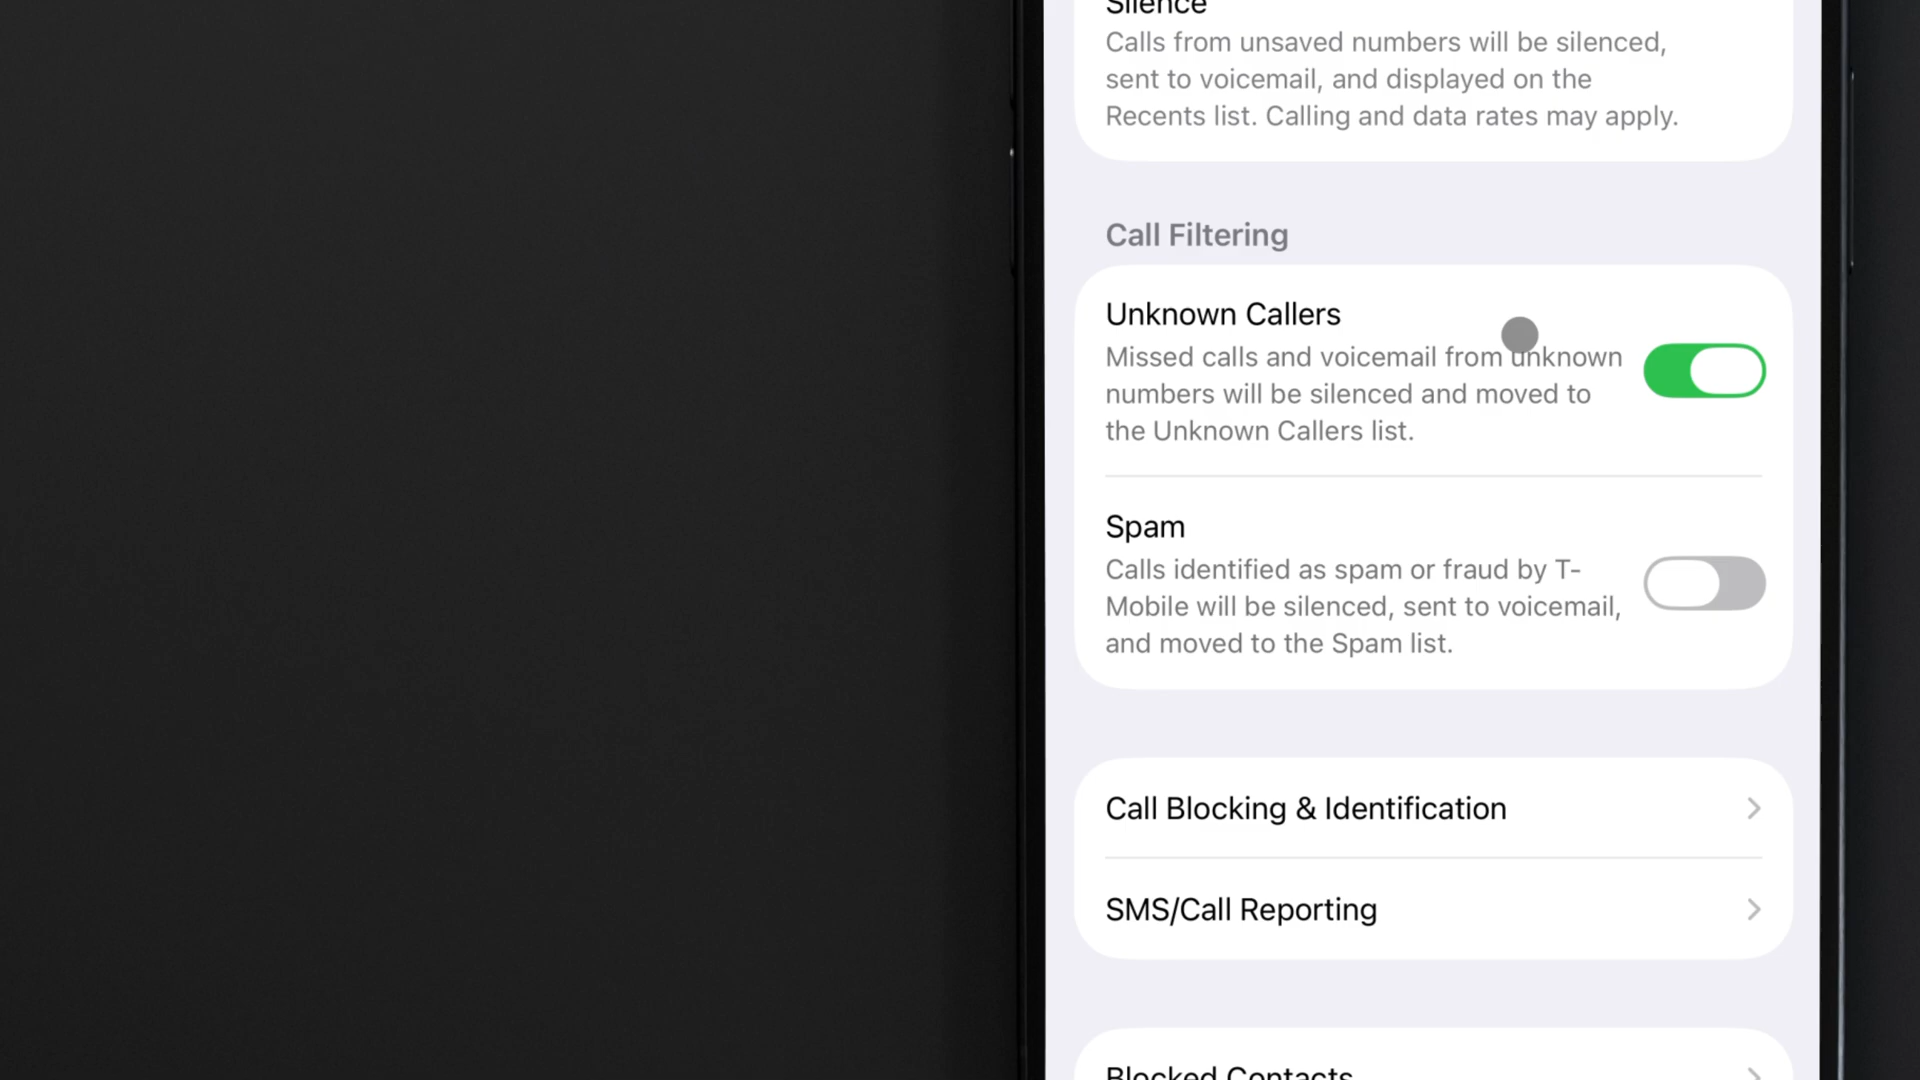 Silence
Calls from unsaved numbers will be silenced,
sent to voicemail, and displayed on the
Recents list. Calling and data rates may apply.
Call Filtering
Unknown Callers
Missed calls and voicemail from unknown
numbers will be silenced and moved to
the Unknown Callers list.
Spam
Calls identified as spam or fraud by T-
Mobile will be silenced, sent to voicemail,
and moved to the Spam list.
Call Blocking & Identification
SMS/Call Reporting
Blocked Contacts